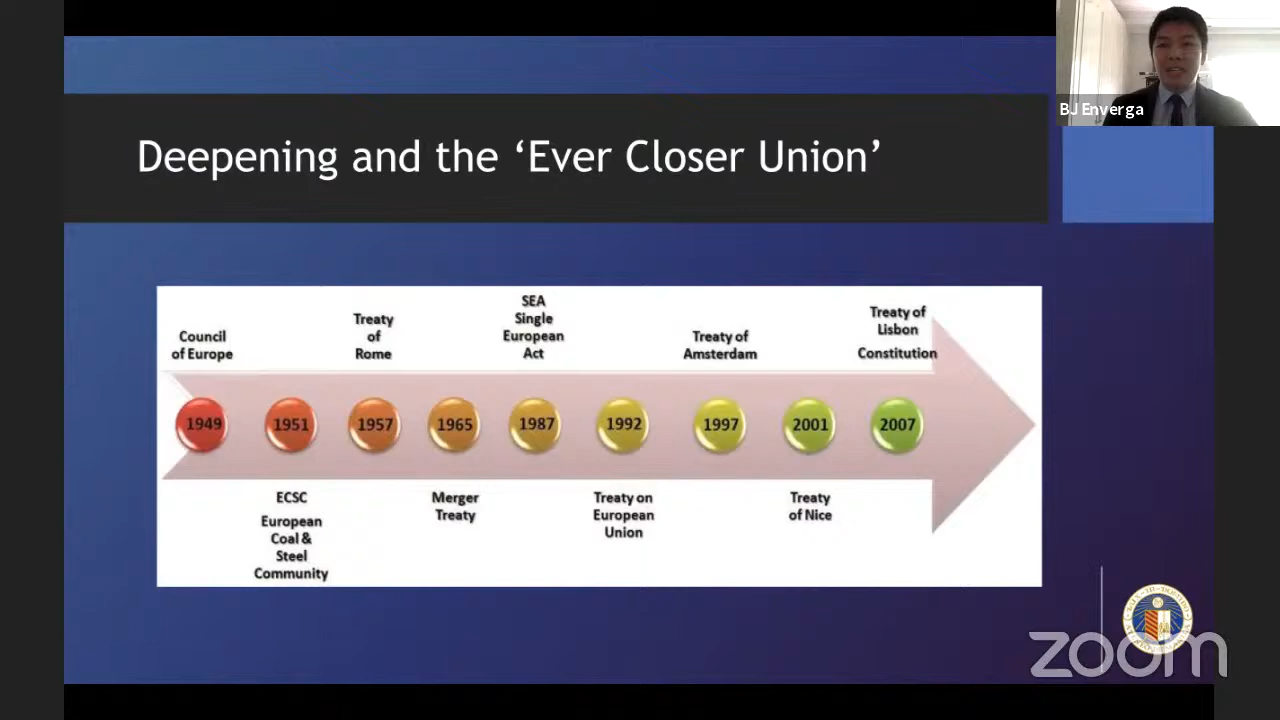 BJ Enverga
Deepening and the ‘Ever Closer Union’
Council
of Europe
Treaty
of
Rome
SEA
Single
European
Act
Treaty of
Amsterdam
Treaty of
Lisbon
Constitution
1949
1951
1957
1965
1987
1992
1997
2001
2007
ECSC
European
Coal &
Steel
Community
Merger
Treaty
Treaty on
European
Union
Treaty
of Nice
zoom